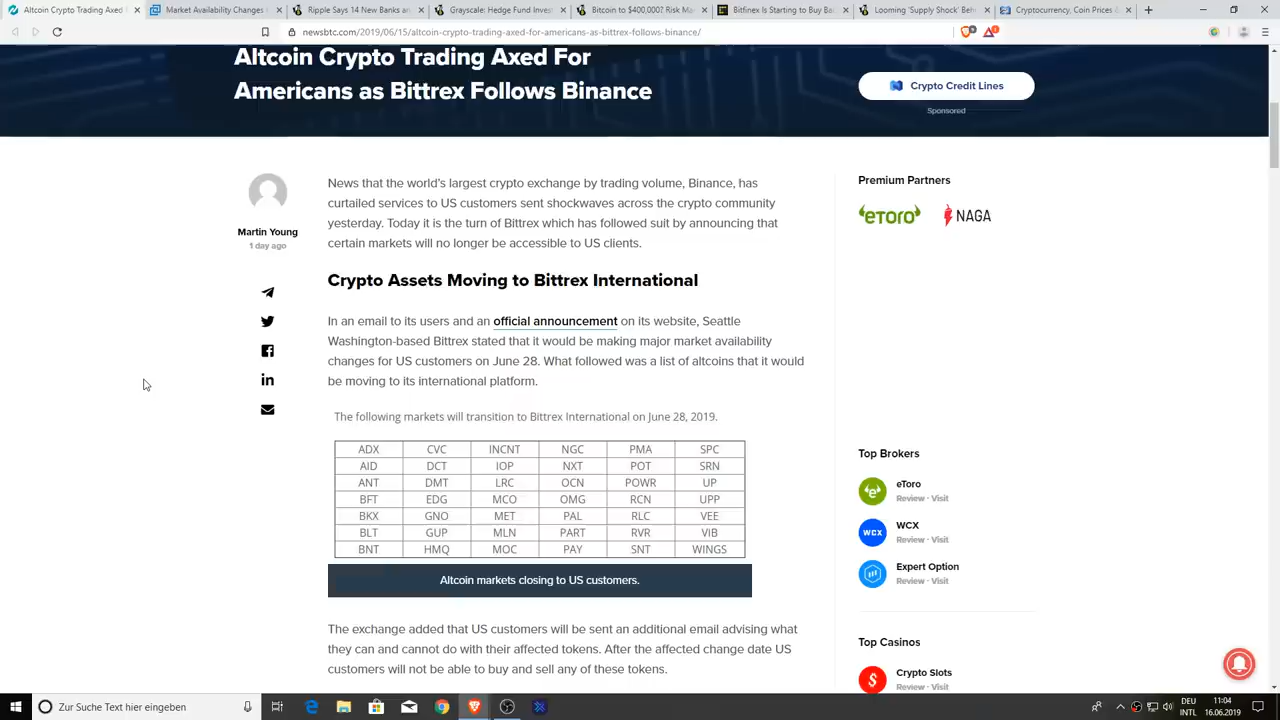 Altcoin Crypto Trading Axed F
Market Availability Changes
Ripple Says 14 New Banks an
Grayscale: Hedge Fund Invest
Bitcoin to $400,000? Risk Ma
Bitfinex Is Starting to Buy Bac
Looming 'Supply Shock' Beh
Cryptocurrency, Coin Prices &
11:04
newsbtc.com/2019/06/15/altcoin-crypto-trading-axed-for-americans-as-bittrex-follows-binance/
Altcoin Crypto Trading Axed For
Americans as Bittrex Follows Binance
Crypto Credit Lines
Sponsored
Martin Young
1 day ago
News that the world's largest crypto exchange by trading volume, Binance, has
curtailed services to US customers sent shockwaves across the crypto community
yesterday. Today it is the turn of Bittrex which has followed suit by announcing that
certain markets will no longer be accessible to US clients.
Crypto Assets Moving to Bittrex International
In an email to its users and an official announcement on its website, Seattle
Washington-based Bittrex stated that it would be making major market availability
changes for US customers on June 28. What followed was a list of altcoins that it would
be moving to its international platform.
The following markets will transition to Bittrex International on June 28, 2019.
ADX CVC INCNT NGC PMA SPC
AID DCT IOP NXT POT SRN
ANT DMT LRC OCN POWR UP
BFT EDG MCO OMG RCN UPP
BKX GNO MET PAL RLC VEE
BLT GUP MLN PART RVR VIB
BNT HMQ MOC PAY SNT WINGS
Altcoin markets closing to US customers.
The exchange added that US customers will be sent an additional email advising what
they can and cannot do with their affected tokens. After the affected change date US
customers will not be able to buy and sell any of these tokens.
Premium Partners
eToro
NAGA
Top Brokers
eToro
Review · Visit
WCX
WCX
Review · Visit
Expert Option
Review · Visit
Top Casinos
Crypto Slots
Review · Visit
Zur Suche Text hier eingeben
DEU
INTL
11:04
16.06.2019